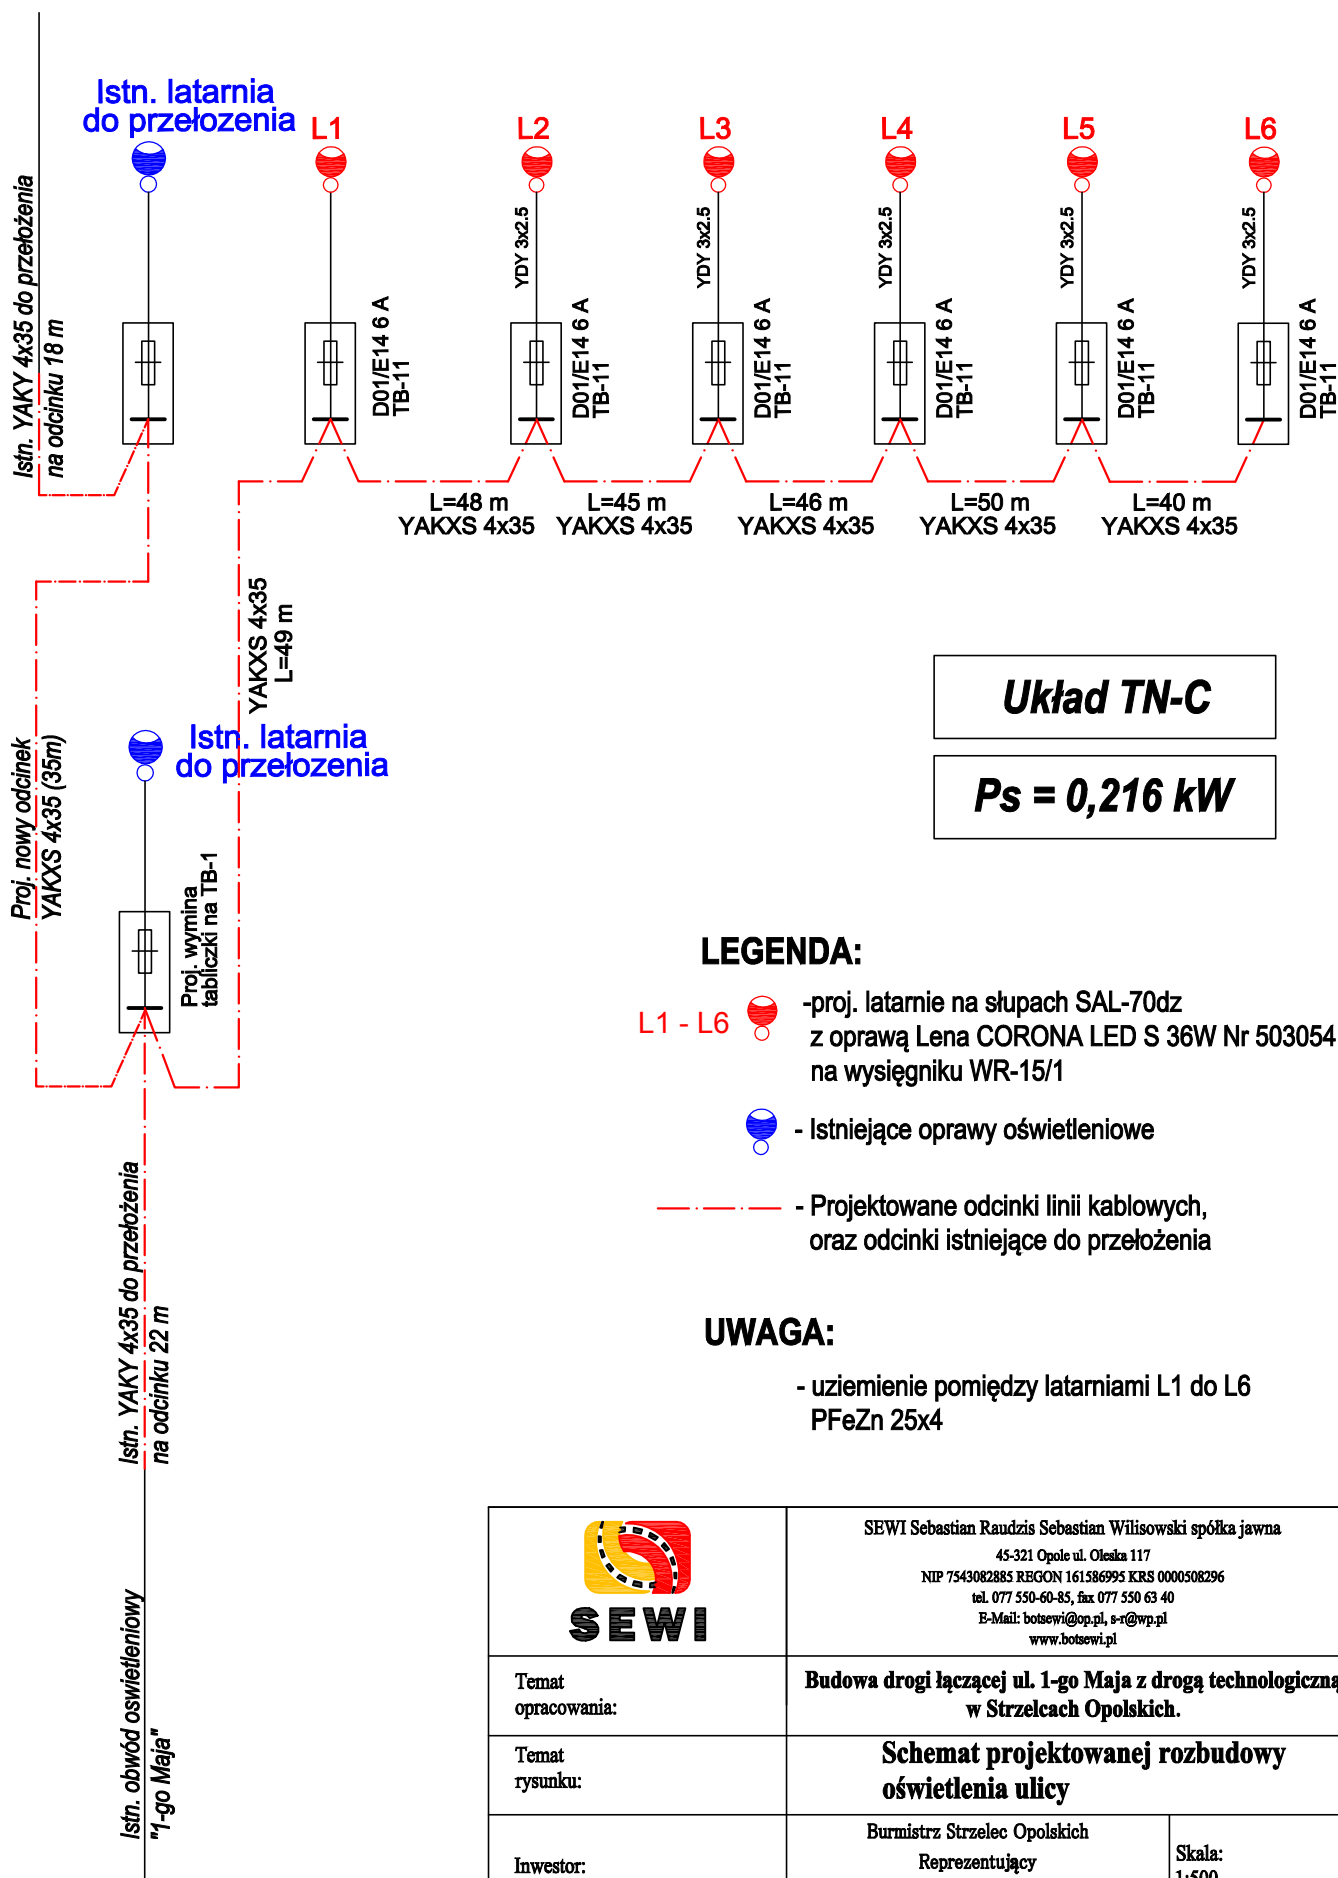 Istn. latarnia
do przełozenia
L1
L2
L3
L4
L5
L6
Istn. YAKY 4x35 do przełożenia
na odcinku 18 m
YDY 3x2.5
YDY 3x2.5
YDY 3x2.5
YDY 3x2.5
YDY 3x2.5
D01/E14 6 A
TB-11
D01/E14 6 A
TB-11
D01/E14 6 A
TB-11
D01/E14 6 A
TB-11
D01/E14 6 A
TB-11
D01/E14 6 A
TB-11
L=48 m
YAKXS 4x35
L=45 m
YAKXS 4x35
L=46 m
YAKXS 4x35
L=50 m
YAKXS 4x35
L=40 m
YAKXS 4x35
YAKXS 4x35
L=49 m
Układ TN-C
Ps = 0,216 kW
Istn. latarnia
do przełozenia
Proj. nowy odcinek
YAKXS 4x35 (35m)
Proj. wymina
tabliczki na TB-1
LEGENDA:
L1 - L6
-proj. latarnie na słupach SAL-70dz
z oprawą Lena CORONA LED S 36W Nr 503054
na wysięgniku WR-15/1
- Istniejące oprawy oświetleniowe
- Projektowane odcinki linii kablowych,
oraz odcinki istniejące do przełożenia
Istn. YAKY 4x35 do przełożenia
na odcinku 22 m
UWAGA:
- uziemienie pomiędzy latarniami L1 do L6
PFeZn 25x4
Istn. obwód oswietleniowy
"1-go Maja"
SEWI
SEWI Sebastian Raudzis Sebastian Wilisowski spółka jawna
45-321 Opole ul. Oleska 117
NIP 7543082885 REGON 161586995 KRS 0000508296
tel. 077 550-60-85, fax 077 550 63 40
E-Mail: botsewi@op.pl, s-r@wp.pl
www.botsewi.pl
Temat
opracowania:
Budowa drogi łączącej ul. 1-go Maja z drogą technologiczną
w Strzelcach Opolskich.
Temat
rysunku:
Schemat projektowanej rozbudowy
oświetlenia ulicy
Inwestor:
Burmistrz Strzelec Opolskich
Reprezentujący
Skala:
1:500